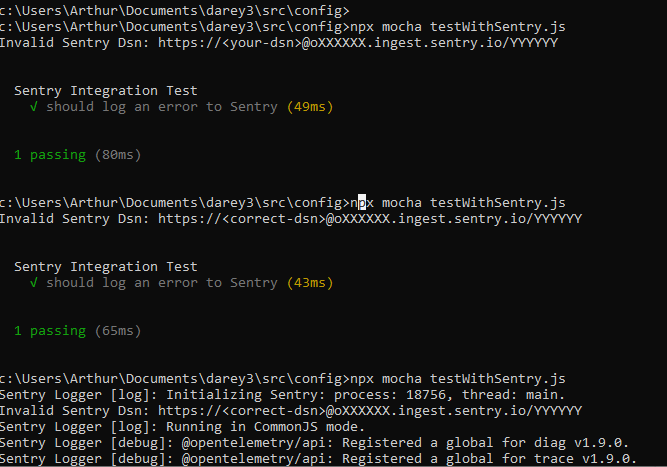 c:\Users\Arthur\Documents\darey3\src\config>
c:\Users\Arthur\Documents\darey3\src\config>npx mocha testWithSentry.js
Invalid Sentry Dsn: https://<your-dsn>@oXXXXXX.ingest.sentry.io/YYYYYY
Sentry Integration Test
√ should log an error to Sentry (49ms)
1 passing (80ms)
c:\Users\Arthur\Documents\darey3\src\config>npx mocha testWithSentry.js
Invalid Sentry Dsn: https://<correct-dsn>@oXXXXXX.ingest.sentry.io/YYYYYY
Sentry Integration Test
√ should log an error to Sentry (43ms)
1 passing (65ms)
c:\Users\Arthur\Documents\darey3\src\config>npx mocha testWithSentry.js
Sentry Logger [log]: Initializing Sentry: process: 18756, thread: main.
Invalid Sentry Dsn: https://<correct-dsn>@oXXXXXX.ingest.sentry.io/YYYYYY
Sentry Logger [log]: Running in CommonJS mode.
Sentry Logger [debug]: @opentelemetry/api: Registered a global for diag v1.9.0.
Sentry Logger [debug]: @opentelemetry/api: Registered a global for trace v1.9.0.